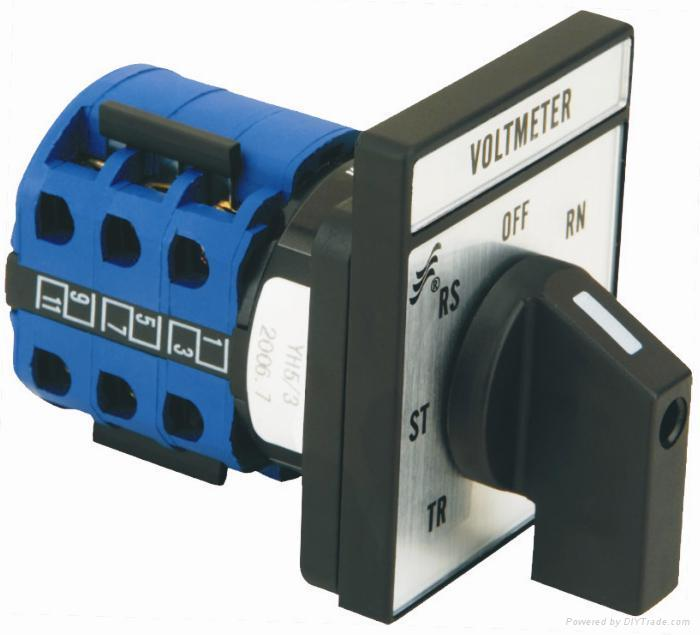 VOLTMETER
OFF
RN
® RS
ST
TR
1
3
5
7
9
11
YH5/3
2006.7
Powered by DIYTrade.com